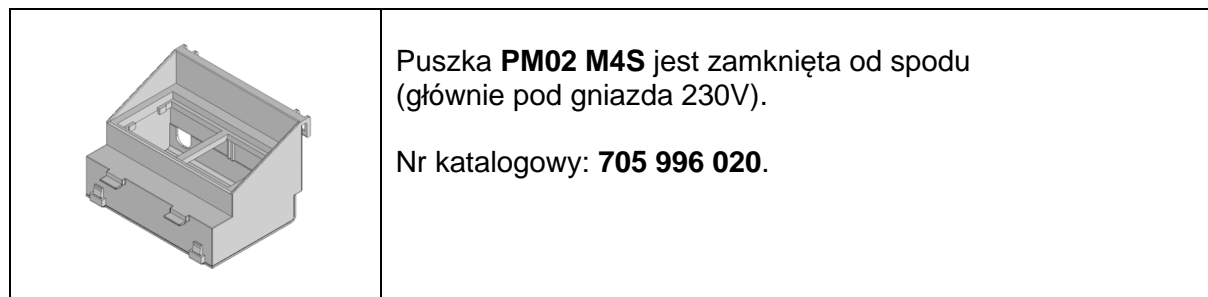 Puszka PM02 M4S jest zamknięta od spodu
(głównie pod gniazda 230V).
Nr katalogowy: 705 996 020.